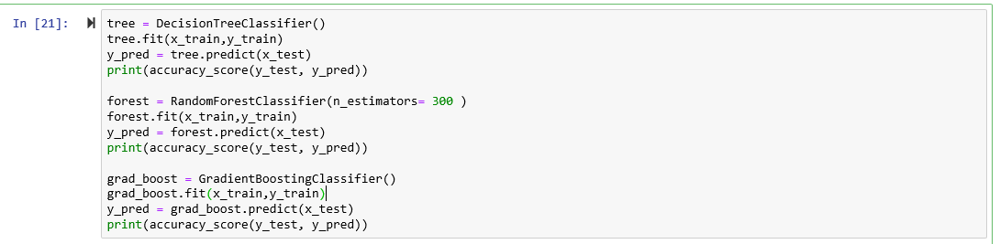 In [21]:
tree = DecisionTreeClassifier()
tree.fit(x_train,y_train)
y_pred = tree.predict(x_test)
print(accuracy_score(y_test, y_pred))
forest = RandomForestClassifier(n_estimators= 300 )
forest.fit(x_train,y_train)
y_pred = forest.predict(x_test)
print(accuracy_score(y_test, y_pred))
grad_boost = GradientBoostingClassifier()
grad_boost.fit(x_train,y_train)
y_pred = grad_boost.predict(x_test)
print(accuracy_score(y_test, y_pred))